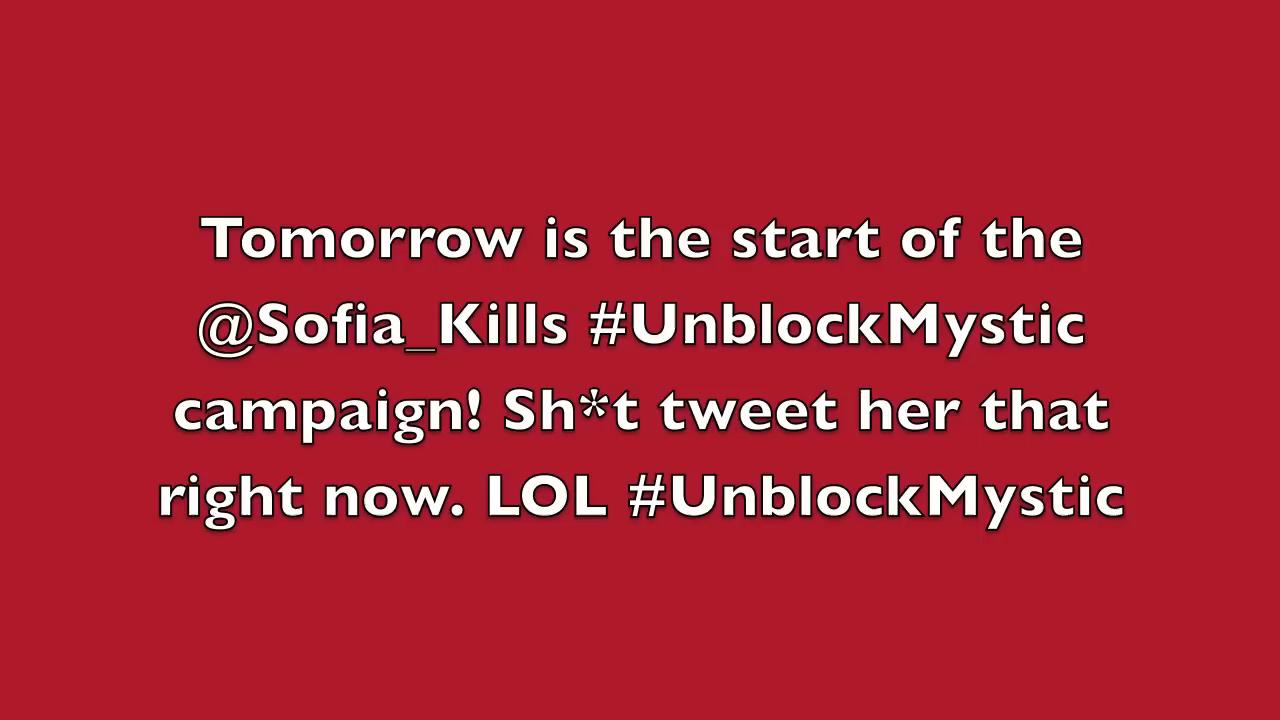 Tomorrow is the start of the
@Sofia_Kills #UnblockMystic
campaign! Sh*t tweet her that
right now. LOL #UnblockMystic